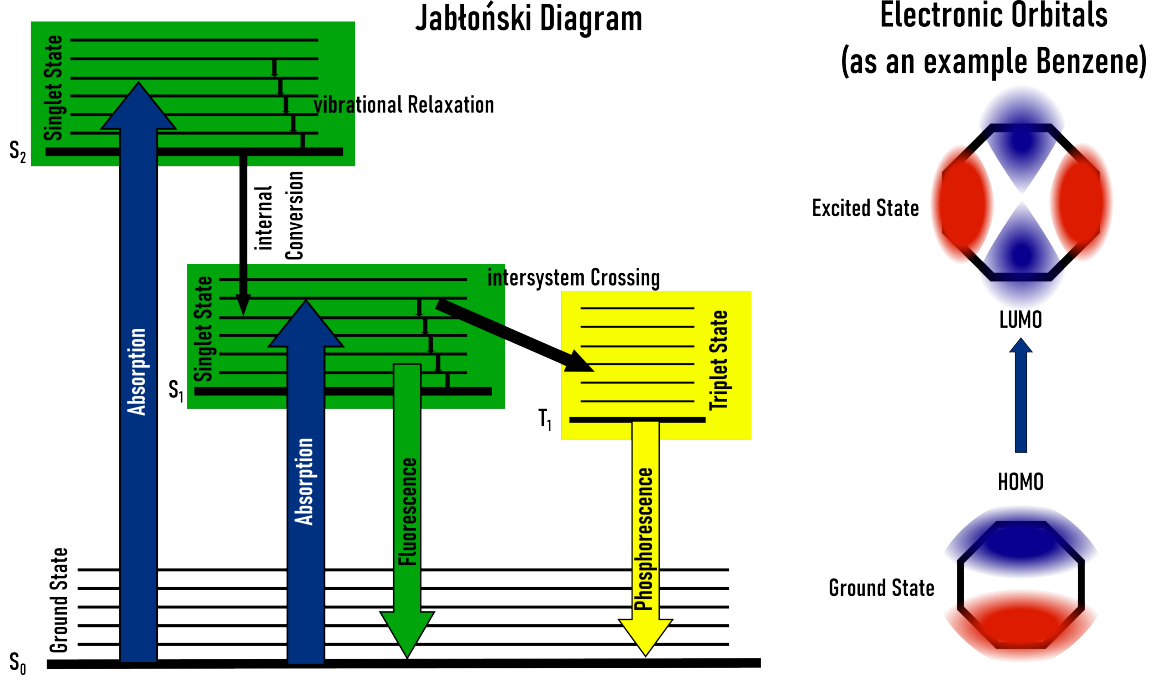 Jabłoński Diagram
Electronic Orbitals
(as an example Benzene)
Singlet State
vibrational Relaxation
S2
internal
Conversion
Excited State
Singlet State
intersystem Crossing
LUMO
Triplet State
Absorption
S1
T1
Absorption
Fluorescence
Phosphorescence
HOMO
Ground State
Ground State
S0